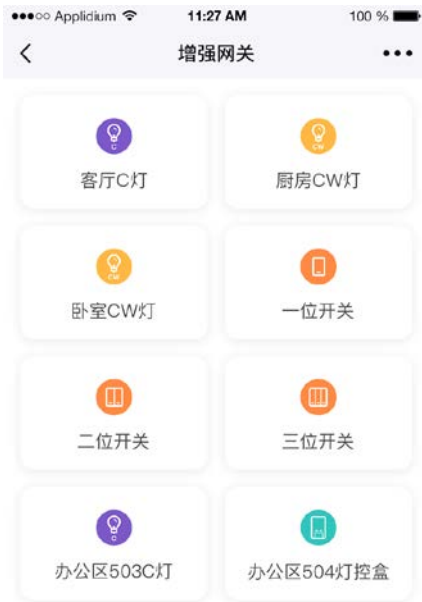 Applidium 11:27 AM 100 %
增强网关
C CW
客厅C灯 厨房CW灯
CW
卧室CW灯 一位开关
二位开关 三位开关
C
办公区503C灯 办公区504灯控盒